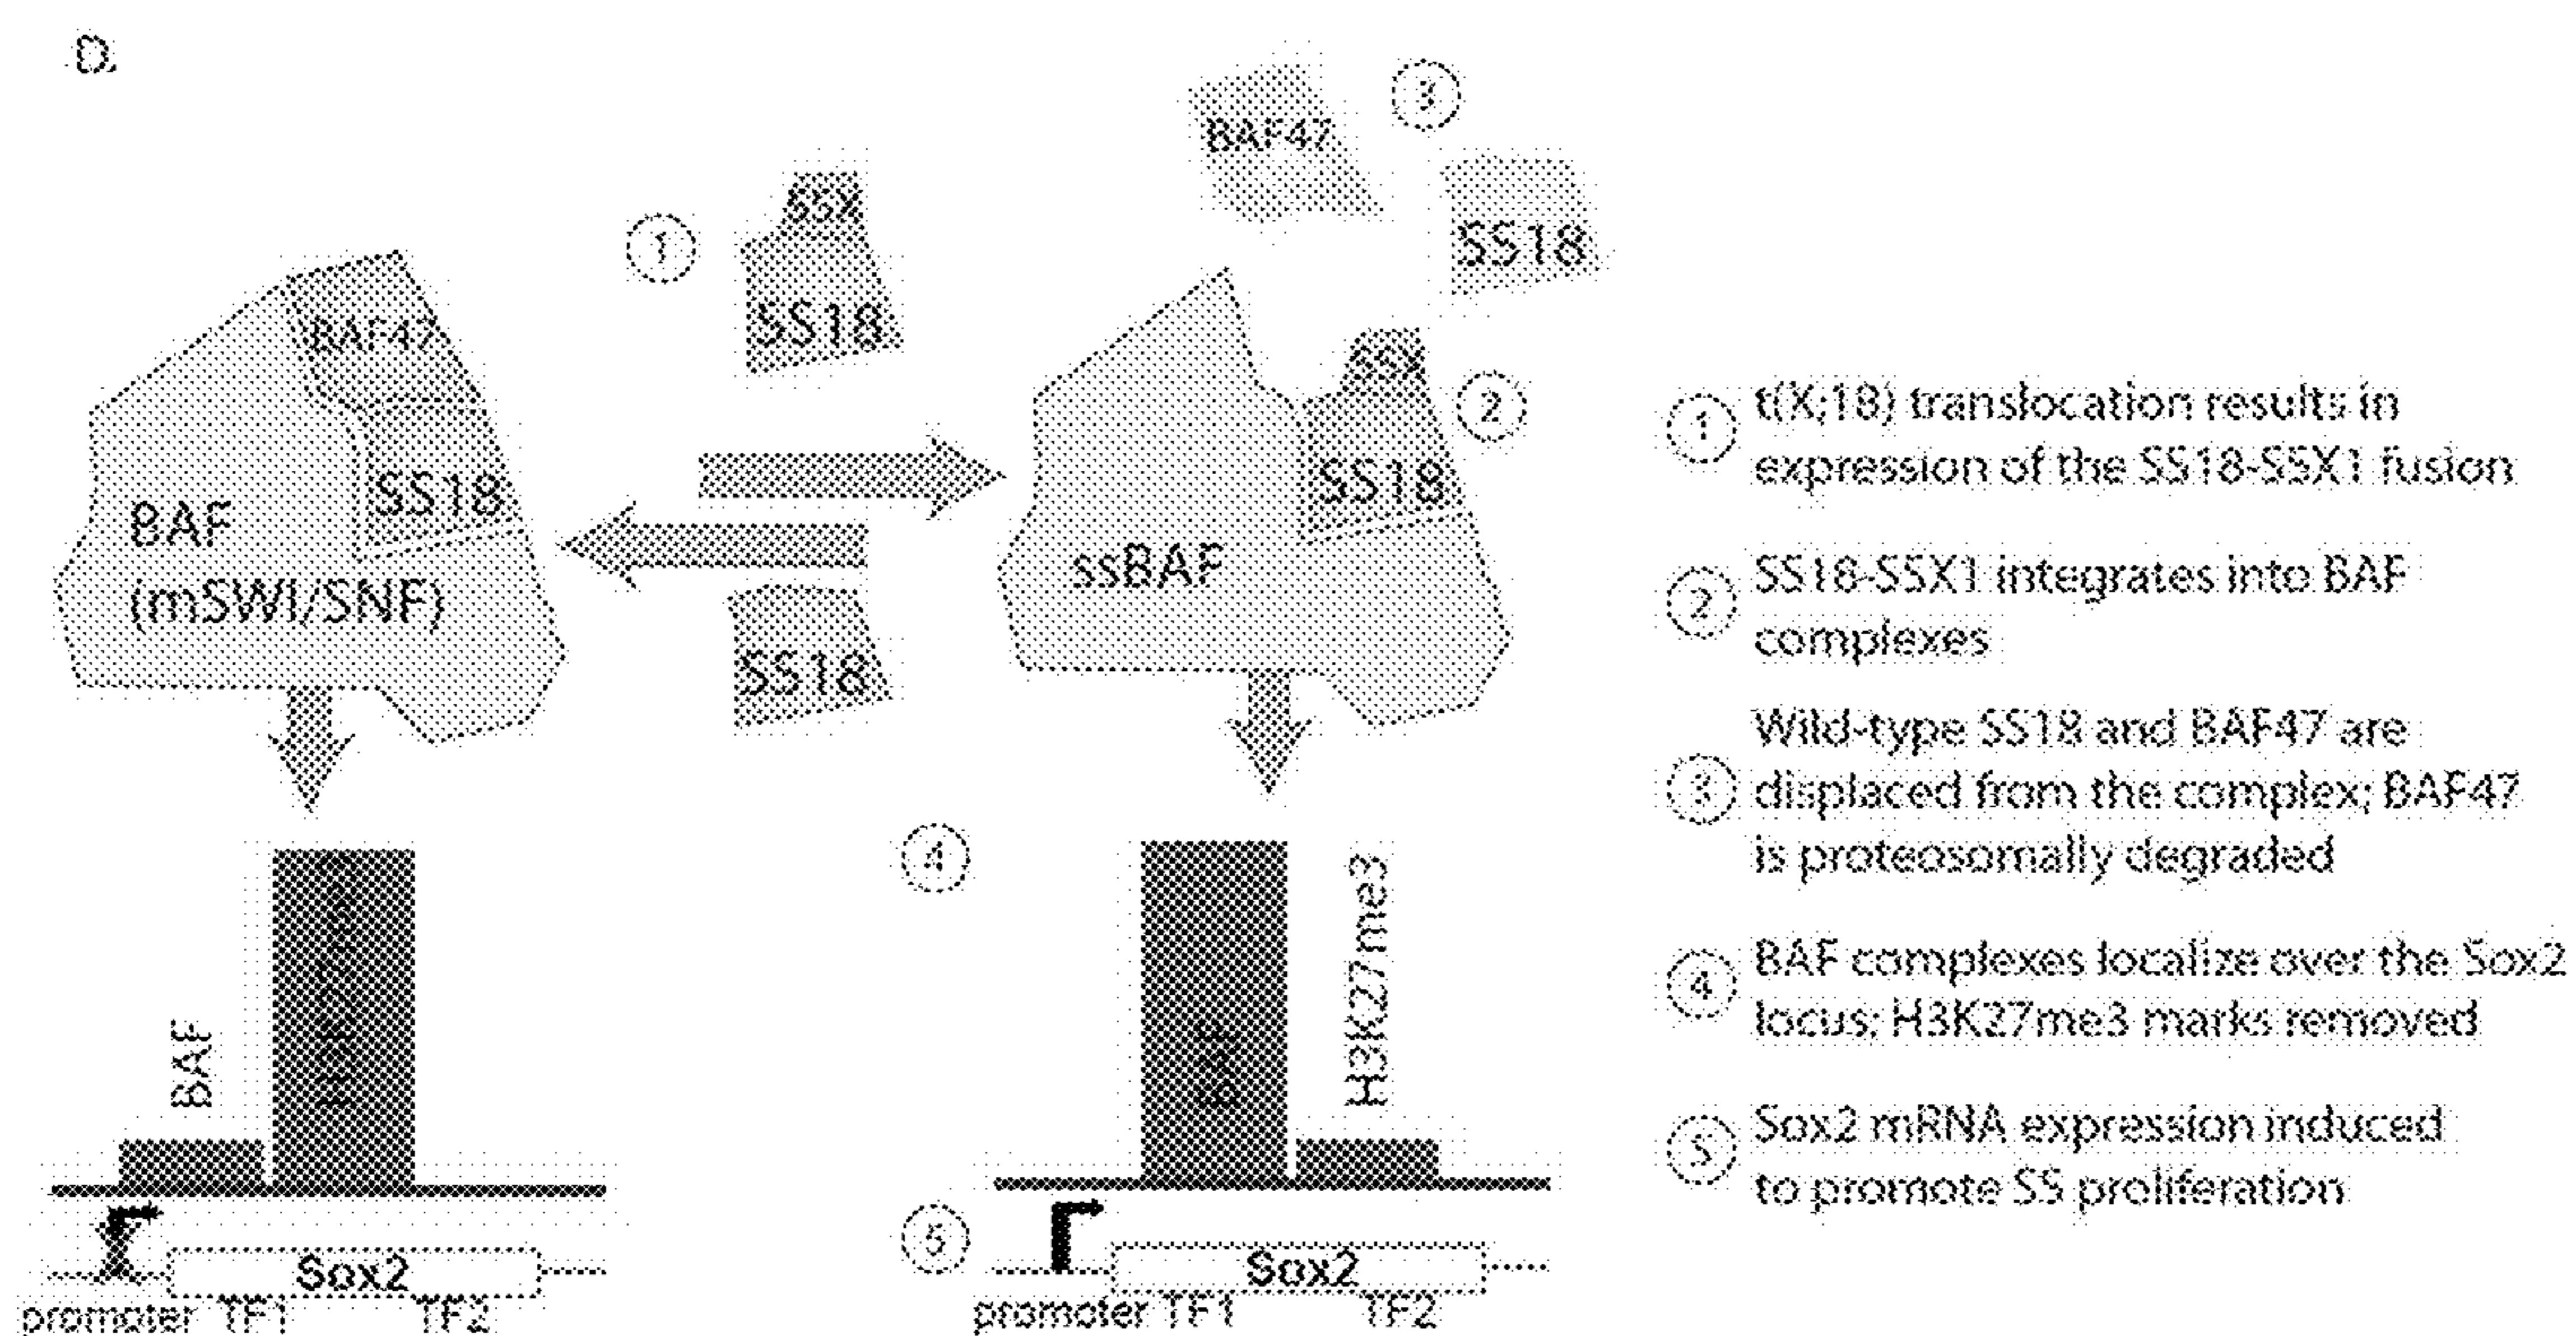 D.
BAF47
SS18
BAF
(mSWI/SNF)
1
SSX
SS18
SS18
BAF47
3
SS18
SSX
2
SS18
ssBAF
1 t(X;18) translocation results in
expression of the SS18-SSX1 fusion
2 SS18-SSX1 integrates into BAF
complexes
3 Wild-type SS18 and BAF47 are
displaced from the complex; BAF47
is proteosomally degraded
4 BAF complexes localize over the Sox2
locus; H3K27me3 marks removed
5 Sox2 mRNA expression induced
to promote SS proliferation
BAF
Sox2
promoter TF1 TF2
4
H3K27me3
5
Sox2
promoter TF1 TF2